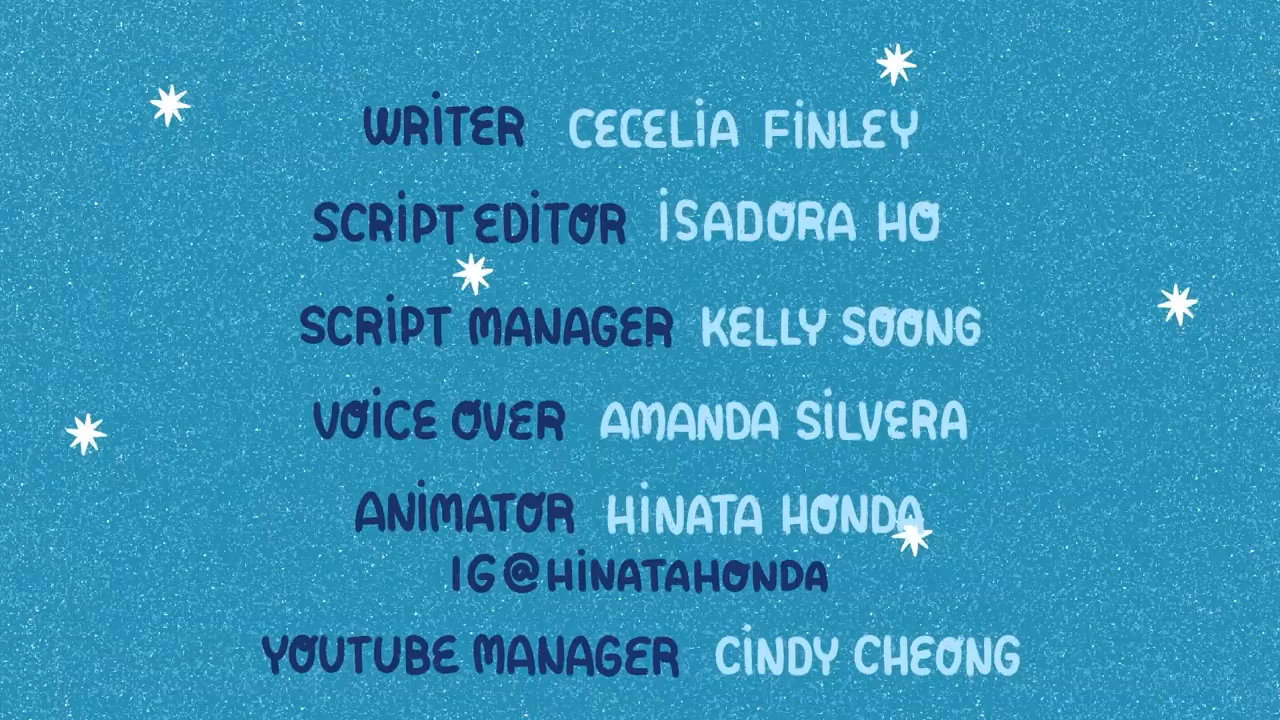 WRITER CECELIA FINLEY
SCRIPT EDITOR ISADORA HO
SCRIPT MANAGER KELLY SOONG
VOICE OVER AMANDA SILVERA
ANIMATOR HINATA HONDA
IG@HINATAHONDA
YOUTUBE MANAGER CINDY CHEONG